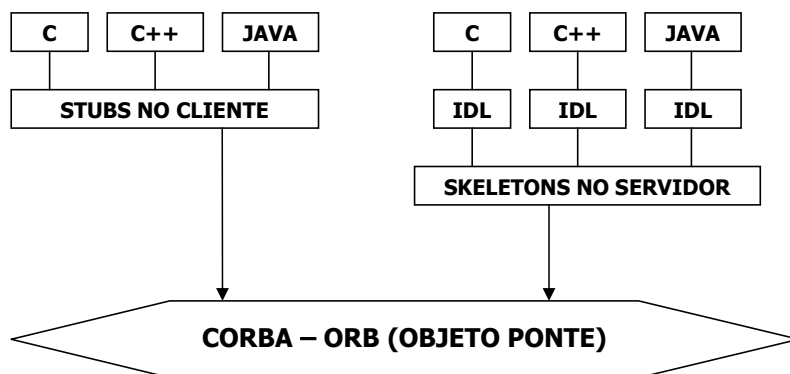 C C++ JAVA C C++ JAVA
STUBS NO CLIENTE IDL IDL IDL
SKELETONS NO SERVIDOR
CORBA – ORB (OBJETO PONTE)